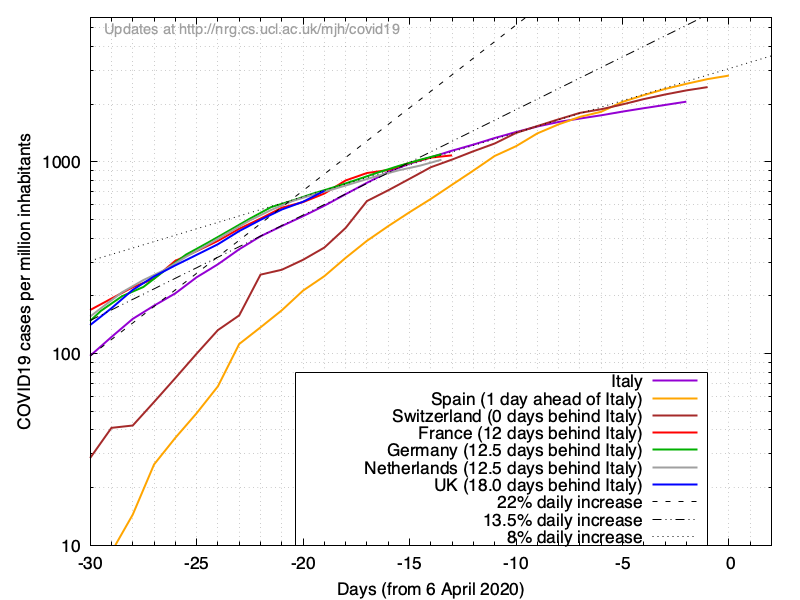 Updates at http://nrg.cs.ucl.ac.uk/mjh/covid19
COVID19 cases per million inhabitants
1000
100
10
Italy
Spain (1 day ahead of Italy)
Switzerland (0 days behind Italy)
France (12 days behind Italy)
Germany (12.5 days behind Italy)
Netherlands (12.5 days behind Italy)
UK (18.0 days behind Italy)
22% daily increase
13.5% daily increase
8% daily increase
-30 -25 -20 -15 -10 -5 0
Days (from 6 April 2020)